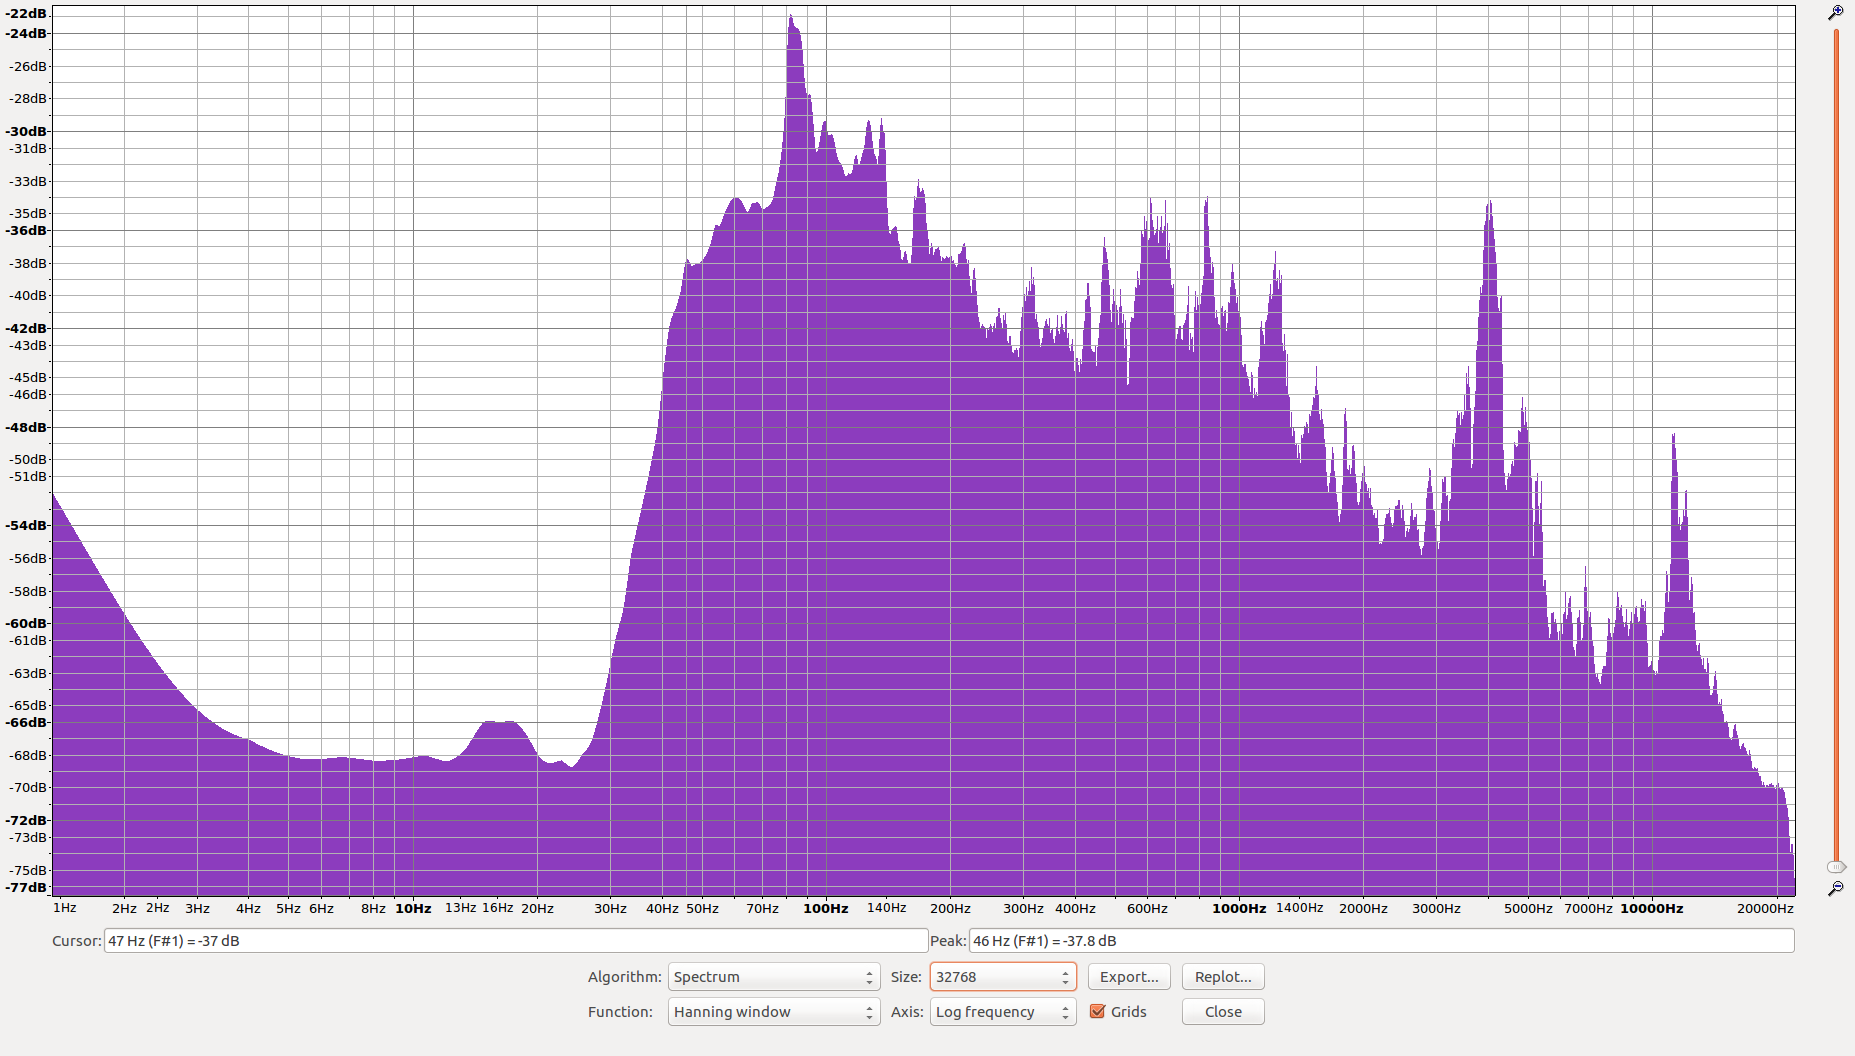 -22dB
-24dB
-26dB
-28dB
-30dB
-31dB
-33dB
-35dB
-36dB
-38dB
-40dB
-42dB
-43dB
-45dB
-46dB
-48dB
-50dB
-51dB
-54dB
-56dB
-58dB
-60dB
-61dB
-63dB
-65dB
-66dB
-68dB
-70dB
-72dB
-73dB
-75dB
-77dB
1Hz 2Hz 2Hz 3Hz 4Hz 5Hz 6Hz 8Hz 10Hz 13Hz 16Hz 20Hz 30Hz 40Hz 50Hz 70Hz 100Hz 140Hz 200Hz 300Hz 400Hz 600Hz 1000Hz 1400Hz 2000Hz 3000Hz 5000Hz 7000Hz 10000Hz 20000Hz
Cursor: 47 Hz (F#1) = -37 dB Peak: 46 Hz (F#1) = -37.8 dB
Algorithm: Spectrum Size: 32768 Export... Replot...
Function: Hanning window Axis: Log frequency Grids Close